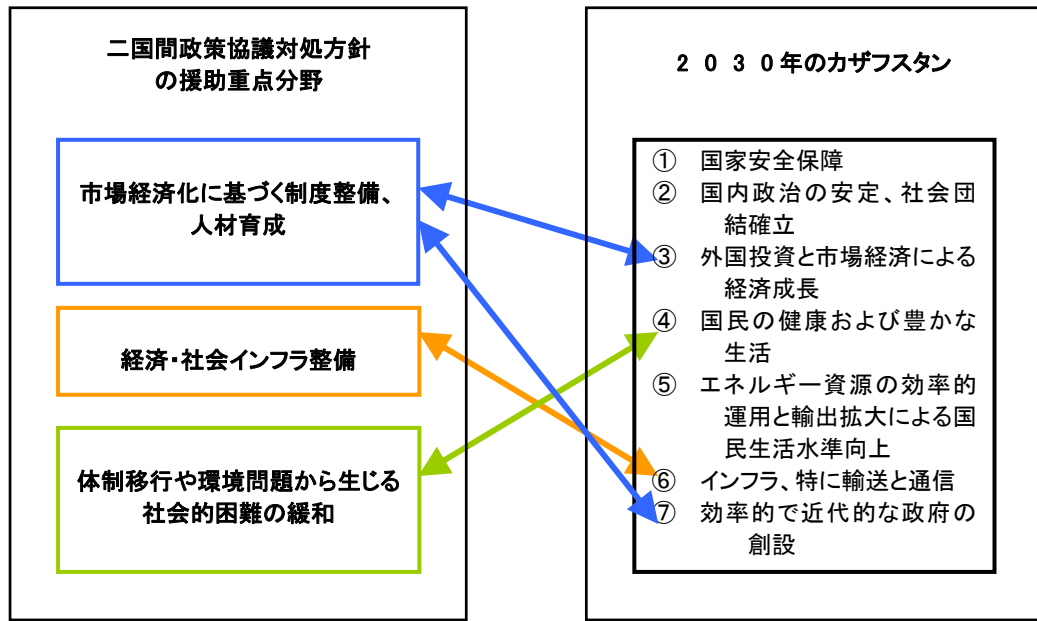 二国間政策協議対処方針
の援助重点分野
市場経済化に基づく制度整備、
人材育成
経済・社会インフラ整備
体制移行や環境問題から生じる
社会的困難の緩和
２０３０年のカザフスタン
① 国家安全保障
② 国内政治の安定、社会団
結確立
③ 外国投資と市場経済による
経済成長
④ 国民の健康および豊かな
生活
⑤ エネルギー資源の効率的
運用と輸出拡大による国
民生活水準向上
⑥ インフラ、特に輸送と通信
⑦ 効率的で近代的な政府の
創設